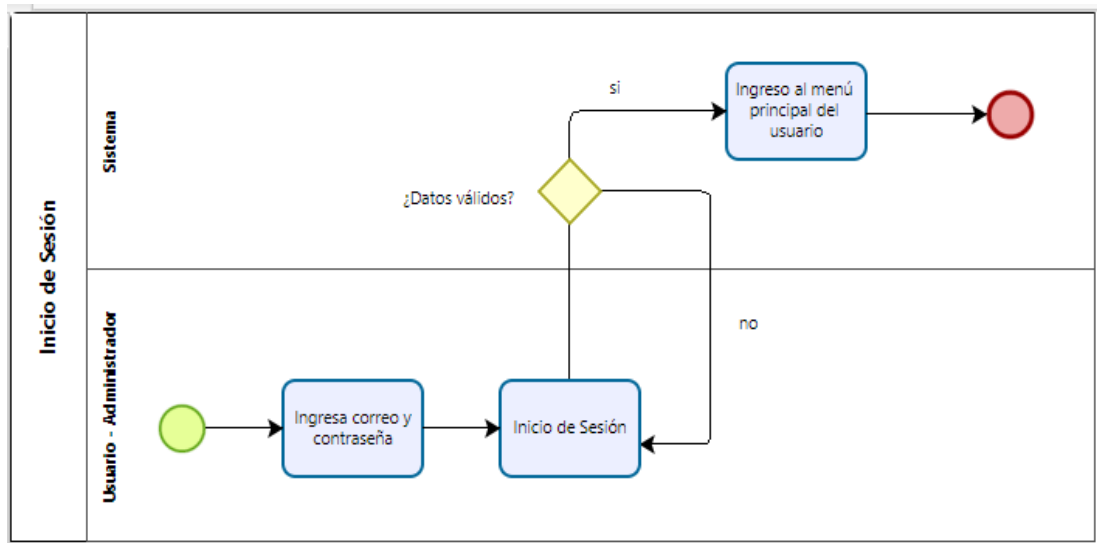 Inicio de Sesión
Sistema
si
Ingreso al menú
principal del
usuario
¿Datos válidos?
Usuario - Administrador
no
Ingresa correo y
contraseña
Inicio de Sesión